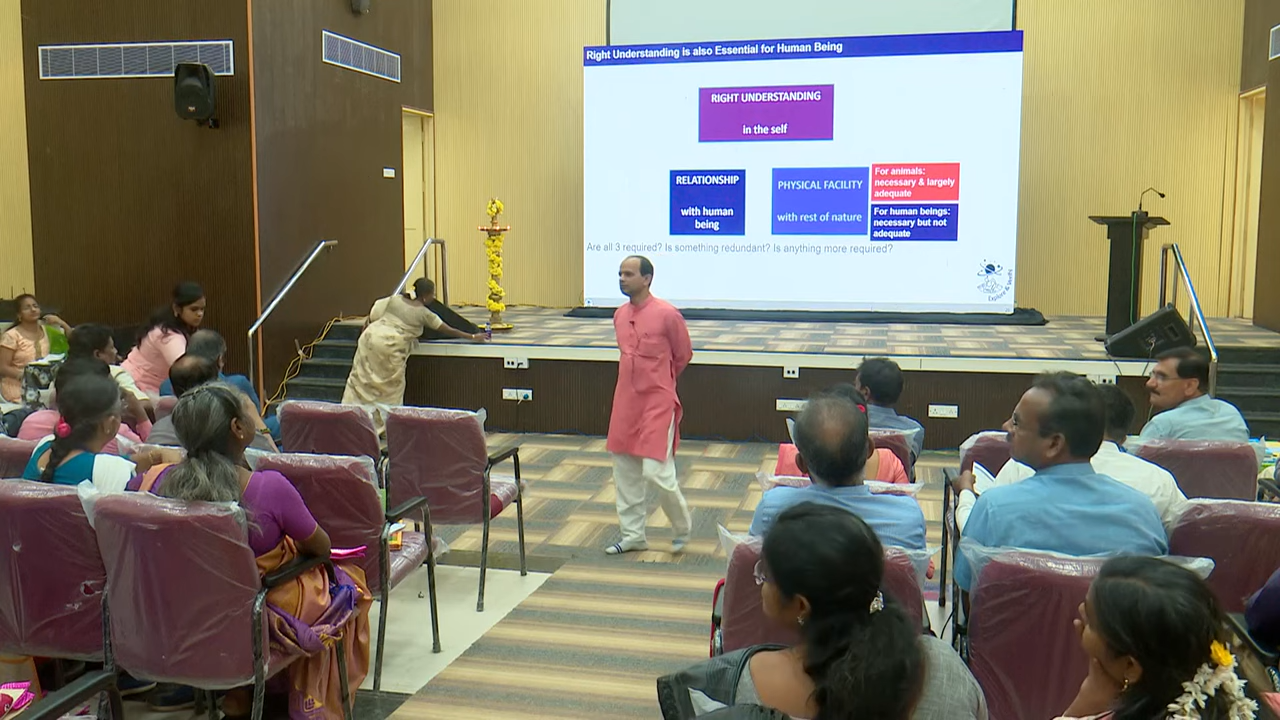 Right Understanding is also Essential for Human Being
RIGHT UNDERSTANDING
in the self
RELATIONSHIP
with human
being
PHYSICAL FACILITY
with rest of nature
For animals:
necessary & largely
adequate
For human beings:
necessary but not
adequate
Are all 3 required? Is something redundant? Is anything more required?